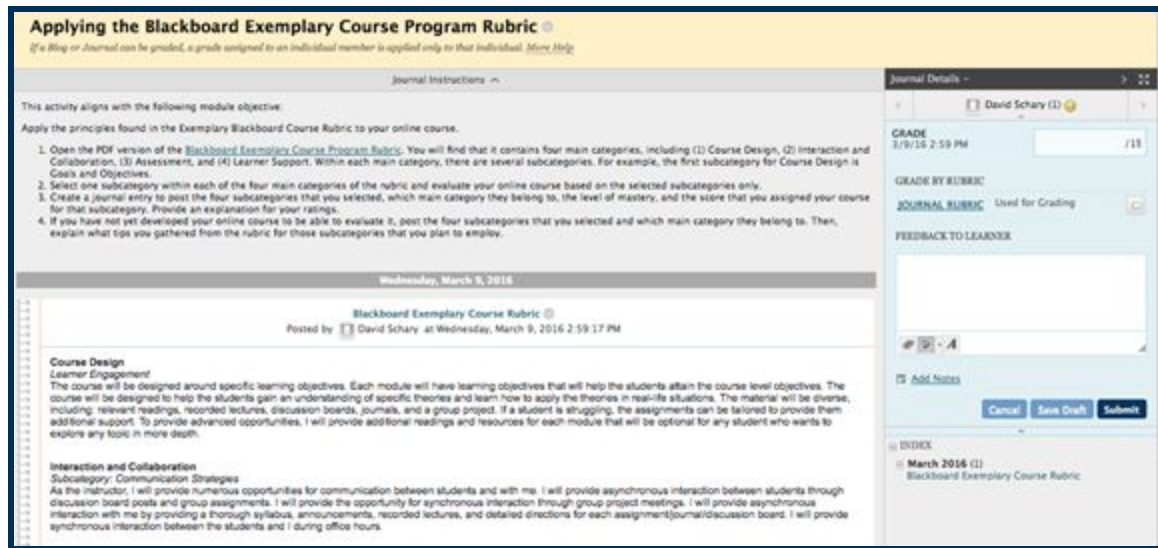 Applying the Blackboard Exemplary Course Program Rubric
If a Blog or Journal can be graded, a grade assigned to an individual member is applied only to that individual. More Help
Journal Instructions
This activity aligns with the following module objective:
Apply the principles found in the Exemplary Blackboard Course Rubric to your online course.
1. Open the PDF version of the Blackboard Exemplary Course Program Rubric. You will find that it contains four main categories, including (1) Course Design, (2) Interaction and
Collaboration, (3) Assessment, and (4) Learner Support. Within each main category, there are several subcategories. For example, the first subcategory for Course Design is
Goals and Objectives.
2. Select one subcategory within each of the four main categories of the rubric and evaluate your online course based on the selected subcategories only.
3. Create a journal entry to post the four subcategories that you selected, which main category they belong to, the level of mastery, and the score that you assigned your course
for that subcategory. Provide an explanation for your ratings.
4. If you have not yet developed your online course to be able to evaluate it, post the four subcategories that you selected and which main category they belong to. Then,
explain what tips you gathered from the rubric for those subcategories that you plan to employ.
Wednesday, March 9, 2016
Blackboard Exemplary Course Rubric
Posted by David Schary at Wednesday, March 9, 2016 2:59:17 PM
Course Design
Learner Engagement
The course will be designed around specific learning objectives. Each module will have learning objectives that will help the students attain the course level objectives. The
course will be designed to help the students gain an understanding of specific theories and learn how to apply the theories in real-life situations. The material will be diverse,
including: relevant readings, recorded lectures, discussion boards, journals, and a group project. If a student is struggling, the assignments can be tailored to provide them
additional support. To provide advanced opportunities, I will provide additional readings and resources for each module that will be optional for any student who wants to
explore any topic in more depth.
Interaction and Collaboration
Subcategory: Communication Strategies
As the instructor, I will provide numerous opportunities for communication between students and with me. I will provide asynchronous interaction between students through
discussion board posts and group assignments. I will provide the opportunity for synchronous interaction through group project meetings. I will provide asynchronous
interaction with me by providing a thorough syllabus, announcements, recorded lectures, and detailed directions for each assignment/journal/discussion board. I will provide
synchronous interaction between the students and I during office hours.
Journal Details
David Schary (1)
GRADE
3/9/16 2:59 PM
/15
GRADE BY RUBRIC
JOURNAL RUBRIC Used for Grading
FEEDBACK TO LEARNER
Add Notes
Cancel Save Draft Submit
INDEX
March 2016 (1)
Blackboard Exemplary Course Rubric